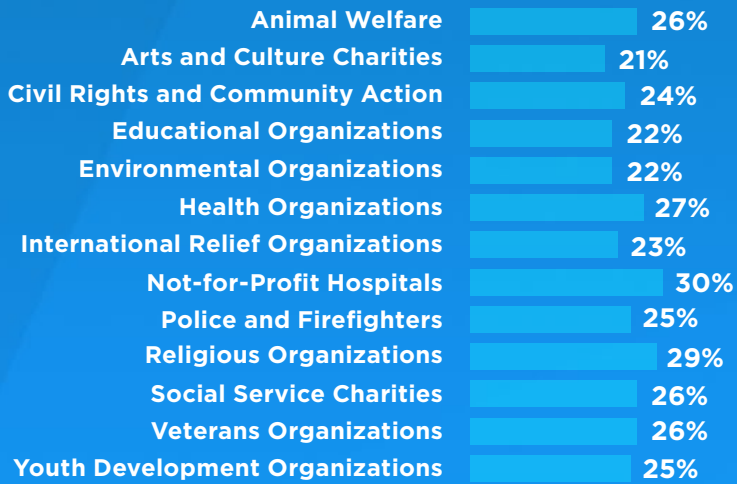 Animal Welfare 26%
Arts and Culture Charities 21%
Civil Rights and Community Action 24%
Educational Organizations 22%
Environmental Organizations 22%
Health Organizations 27%
International Relief Organizations 23%
Not-for-Profit Hospitals 30%
Police and Firefighters 25%
Religious Organizations 29%
Social Service Charities 26%
Veterans Organizations 26%
Youth Development Organizations 25%